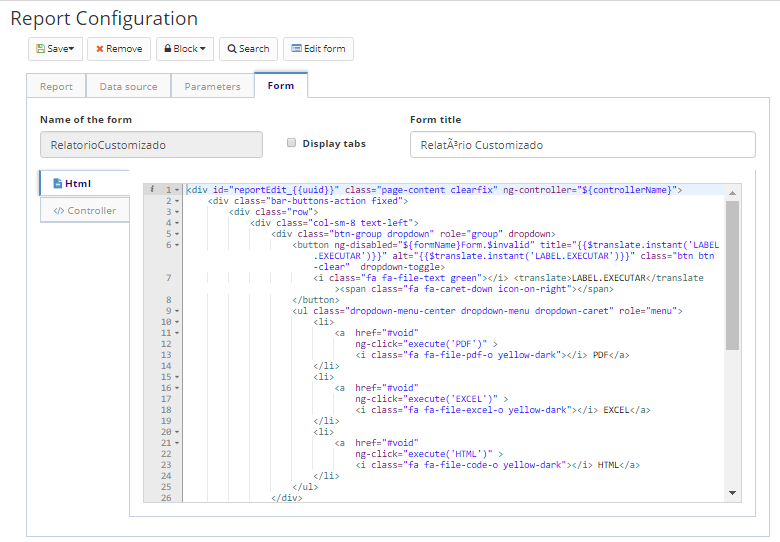 Report Configuration
Save Remove Block Search Edit form
Report Data source Parameters Form
Name of the form Form title
RelatorioCustomizado Display tabs RelatÃ³rio Customizado
Html
Controller
i 1 <div id="reportEdit_{{uuid}}" class="page-content clearfix" ng-controller="${controllerName}">
2 <div class="bar-buttons-action fixed">
3 <div class="row">
4 <div class="col-sm-8 text-left">
5 <div class="btn-group dropdown" role="group" dropdown>
6 <button ng-disabled="${formName}Form.$invalid" title="{{$translate.instant('LABEL
.EXECUTAR')}}" alt="{{$translate.instant('LABEL.EXECUTAR')}}" class="btn btn
-clear" dropdown-toggle>
7 <i class="fa fa-file-text green"></i> <translate>LABEL.EXECUTAR</translate
><span class="fa fa-caret-down icon-on-right"></span>
8 </button>
9 <ul class="dropdown-menu-center dropdown-menu dropdown-caret" role="menu">
10 <li>
11 <a href="#void"
12 ng-click="execute('PDF')" >
13 <i class="fa fa-file-pdf-o yellow-dark"></i> PDF</a>
14 </li>
15 <li>
16 <a href="#void"
17 ng-click="execute('EXCEL')" >
18 <i class="fa fa-file-excel-o yellow-dark"></i> EXCEL</a>
19 </li>
20 <li>
21 <a href="#void"
22 ng-click="execute('HTML')" >
23 <i class="fa fa-file-code-o yellow-dark"></i> HTML</a>
24 </li>
25 </ul>
26 </div>